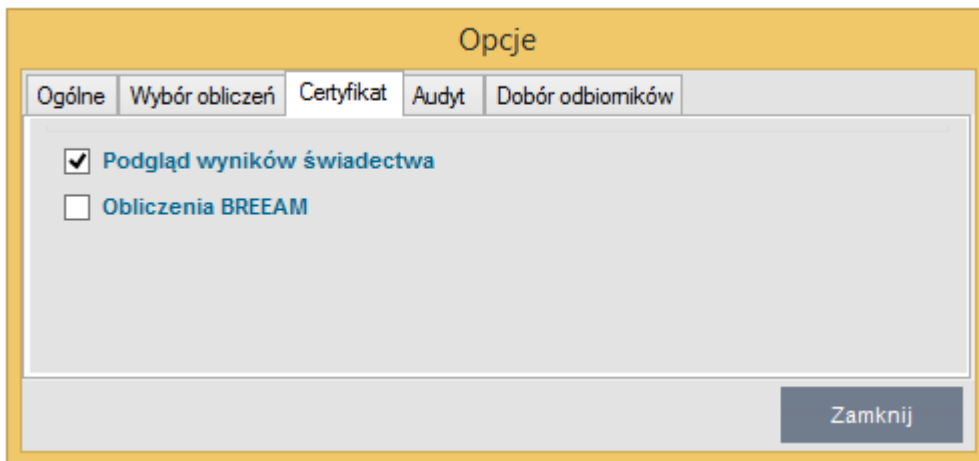 Opcje
Ogólne Wybór obliczeń Certyfikat Audyt Dobór odbiorników
Podgląd wyników świadectwa
Obliczenia BREEAM
Zamknij